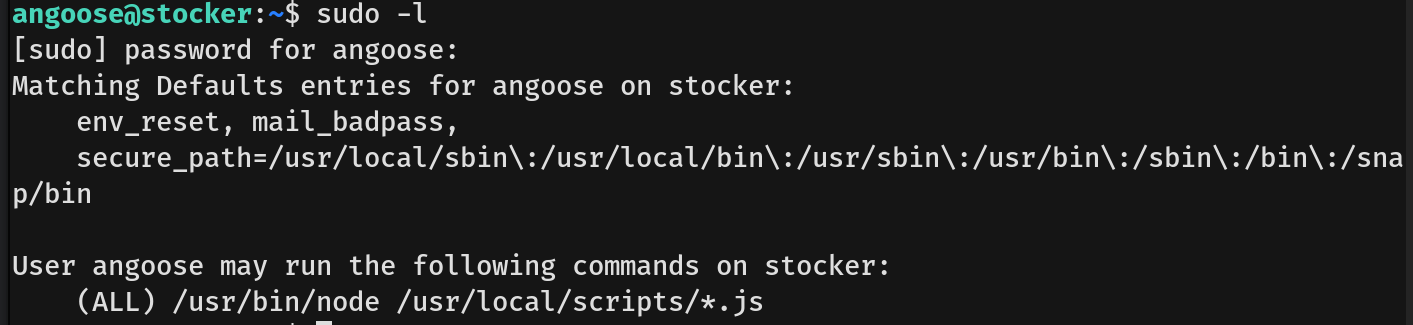 angoose@stocker:~$ sudo -l
[sudo] password for angoose:
Matching Defaults entries for angoose on stocker:
    env_reset, mail_badpass,
    secure_path=/usr/local/sbin\:/usr/local/bin\:/usr/sbin\:/usr/bin\:/sbin\:/bin\:/sna
p/bin

User angoose may run the following commands on stocker:
    (ALL) /usr/bin/node /usr/local/scripts/*.js